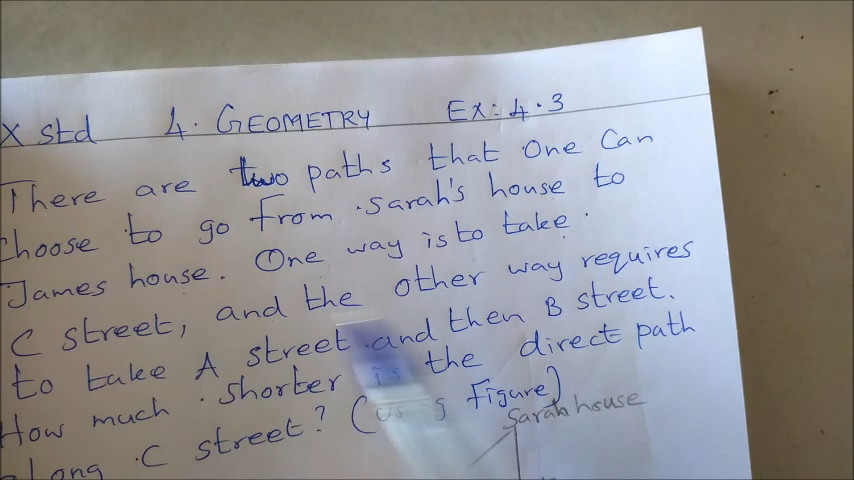 X std 4. GEOMETRY Ex: 4.3
There are two paths that one can
choose to go from Sarah's house to
James house. One way is to take
C street, and the other way requires
to take A street and then B street.
How much shorter is the direct path
along C street? (using Figure)
Sarah house